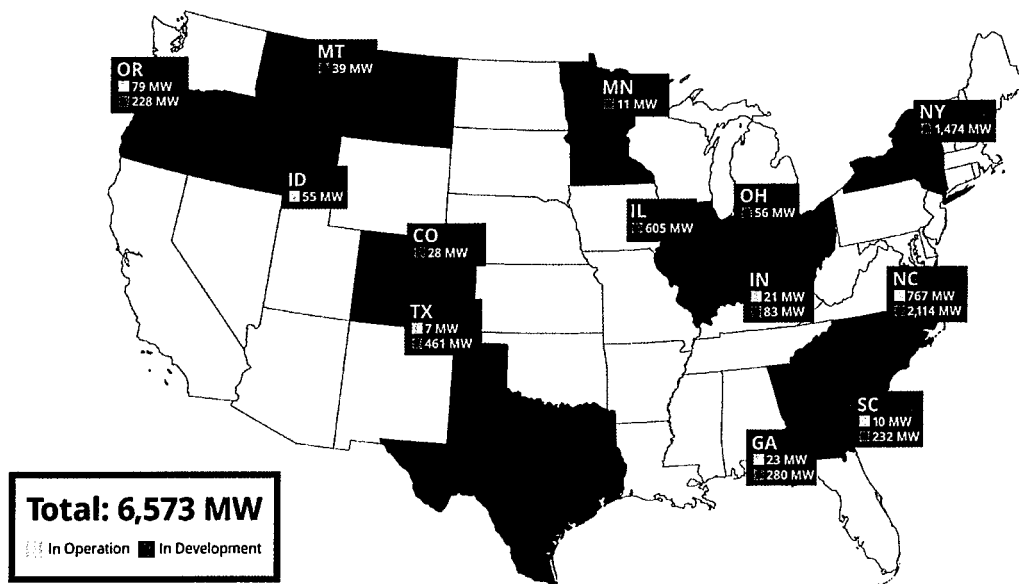 MT
39 MW
OR
79 MW
228 MW
MN
11 MW
NY
1,474 MW
ID
55 MW
OH
56 MW
IL
605 MW
CO
28 MW
IN
21 MW
83 MW
NC
767 MW
2,114 MW
TX
7 MW
461 MW
SC
10 MW
232 MW
GA
23 MW
280 MW
Total: 6,573 MW
In Operation In Development